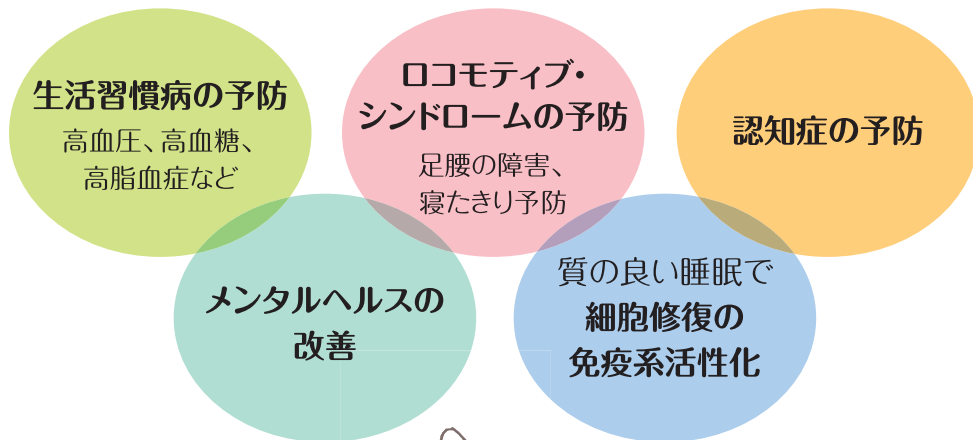 生活習慣病の予防
高血圧、高血糖、
高脂血症など
ロコモティブ・
シンドロームの予防
足腰の障害、
寝たきり予防
認知症の予防
メンタルヘルスの
改善
質の良い睡眠で
細胞修復の
免疫系活性化